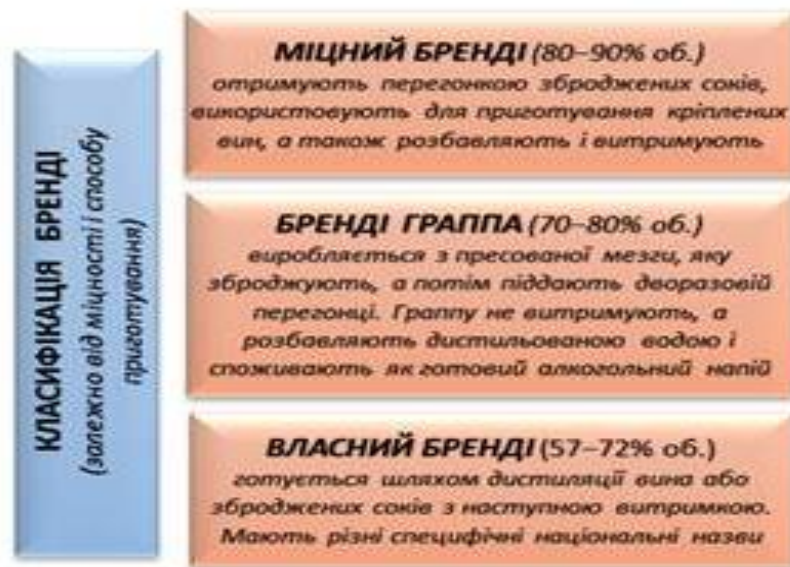 КЛАСИФІКАЦІЯ БРЕНДІ
(залежно від міцності і способу
приготування)
МІЦНИЙ БРЕНДІ (80–90% об.)
отримують перегонкою зброджених соків,
використовують для приготування кріплених
вин, а також розбавляють і витримують
БРЕНДІ ГРАППА (70–80% об.)
виробляється з пресованої мезги, яку
зброджують, а потім піддають дворазовій
перегонці. Граппу не витримують, а
розбавляють дистильованою водою і
споживають як готовий алкогольний напій
ВЛАСНИЙ БРЕНДІ (57–72% об.)
готується шляхом дистиляції вина або
зброджених соків з наступною витримкою.
Мають різні специфічні національні назви